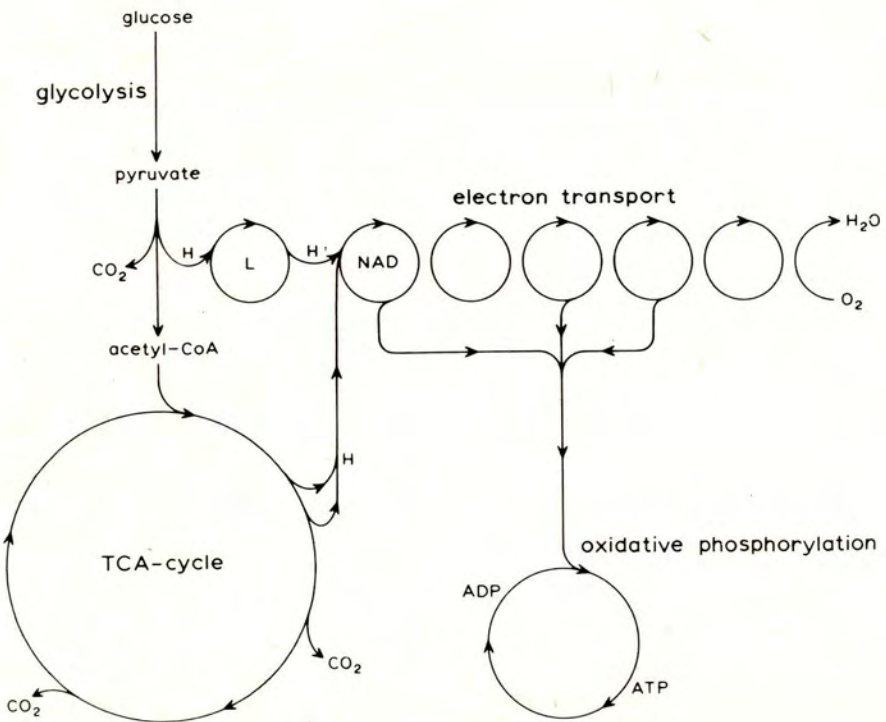 glucose
glycolysis
pyruvate
electron transport
H
H
L
NAD
CO₂
H₂O
O₂
acetyl-CoA
H
TCA-cycle
oxidative phosphorylation
ADP
ATP
CO₂
CO₂